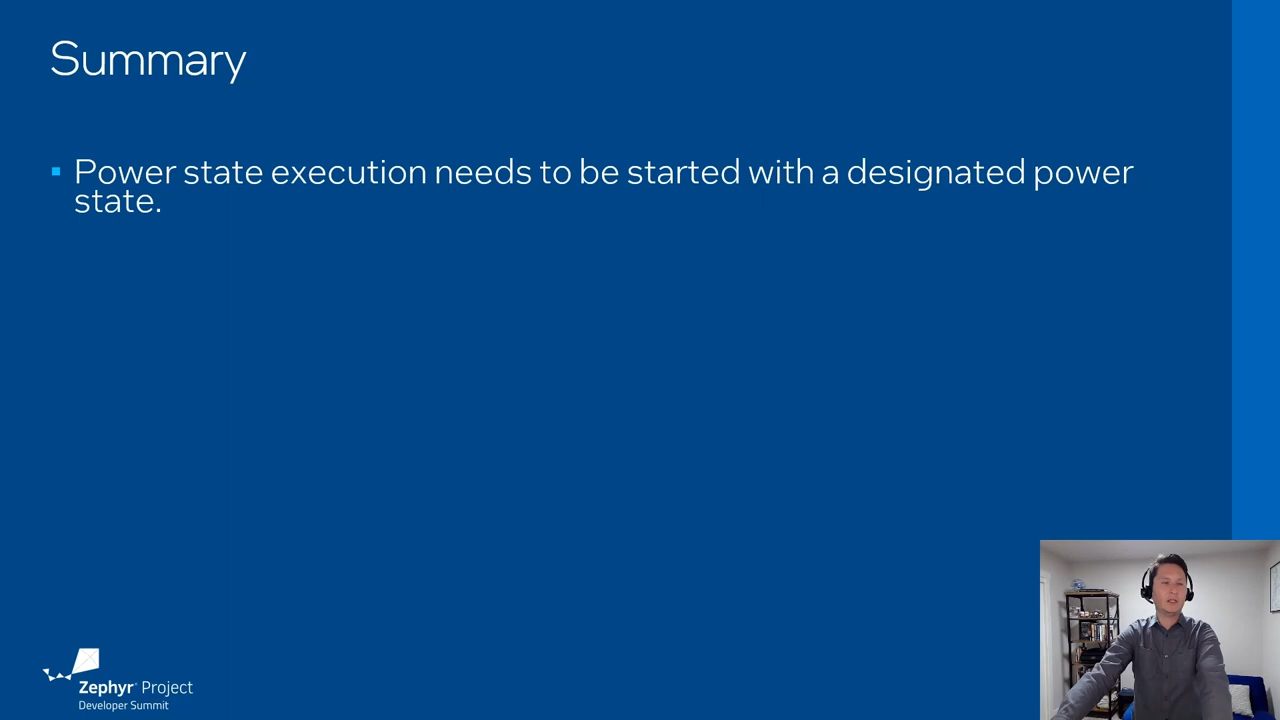 Summary
▪ Power state execution needs to be started with a designated power
state.
Zephyr® Project
Developer Summit